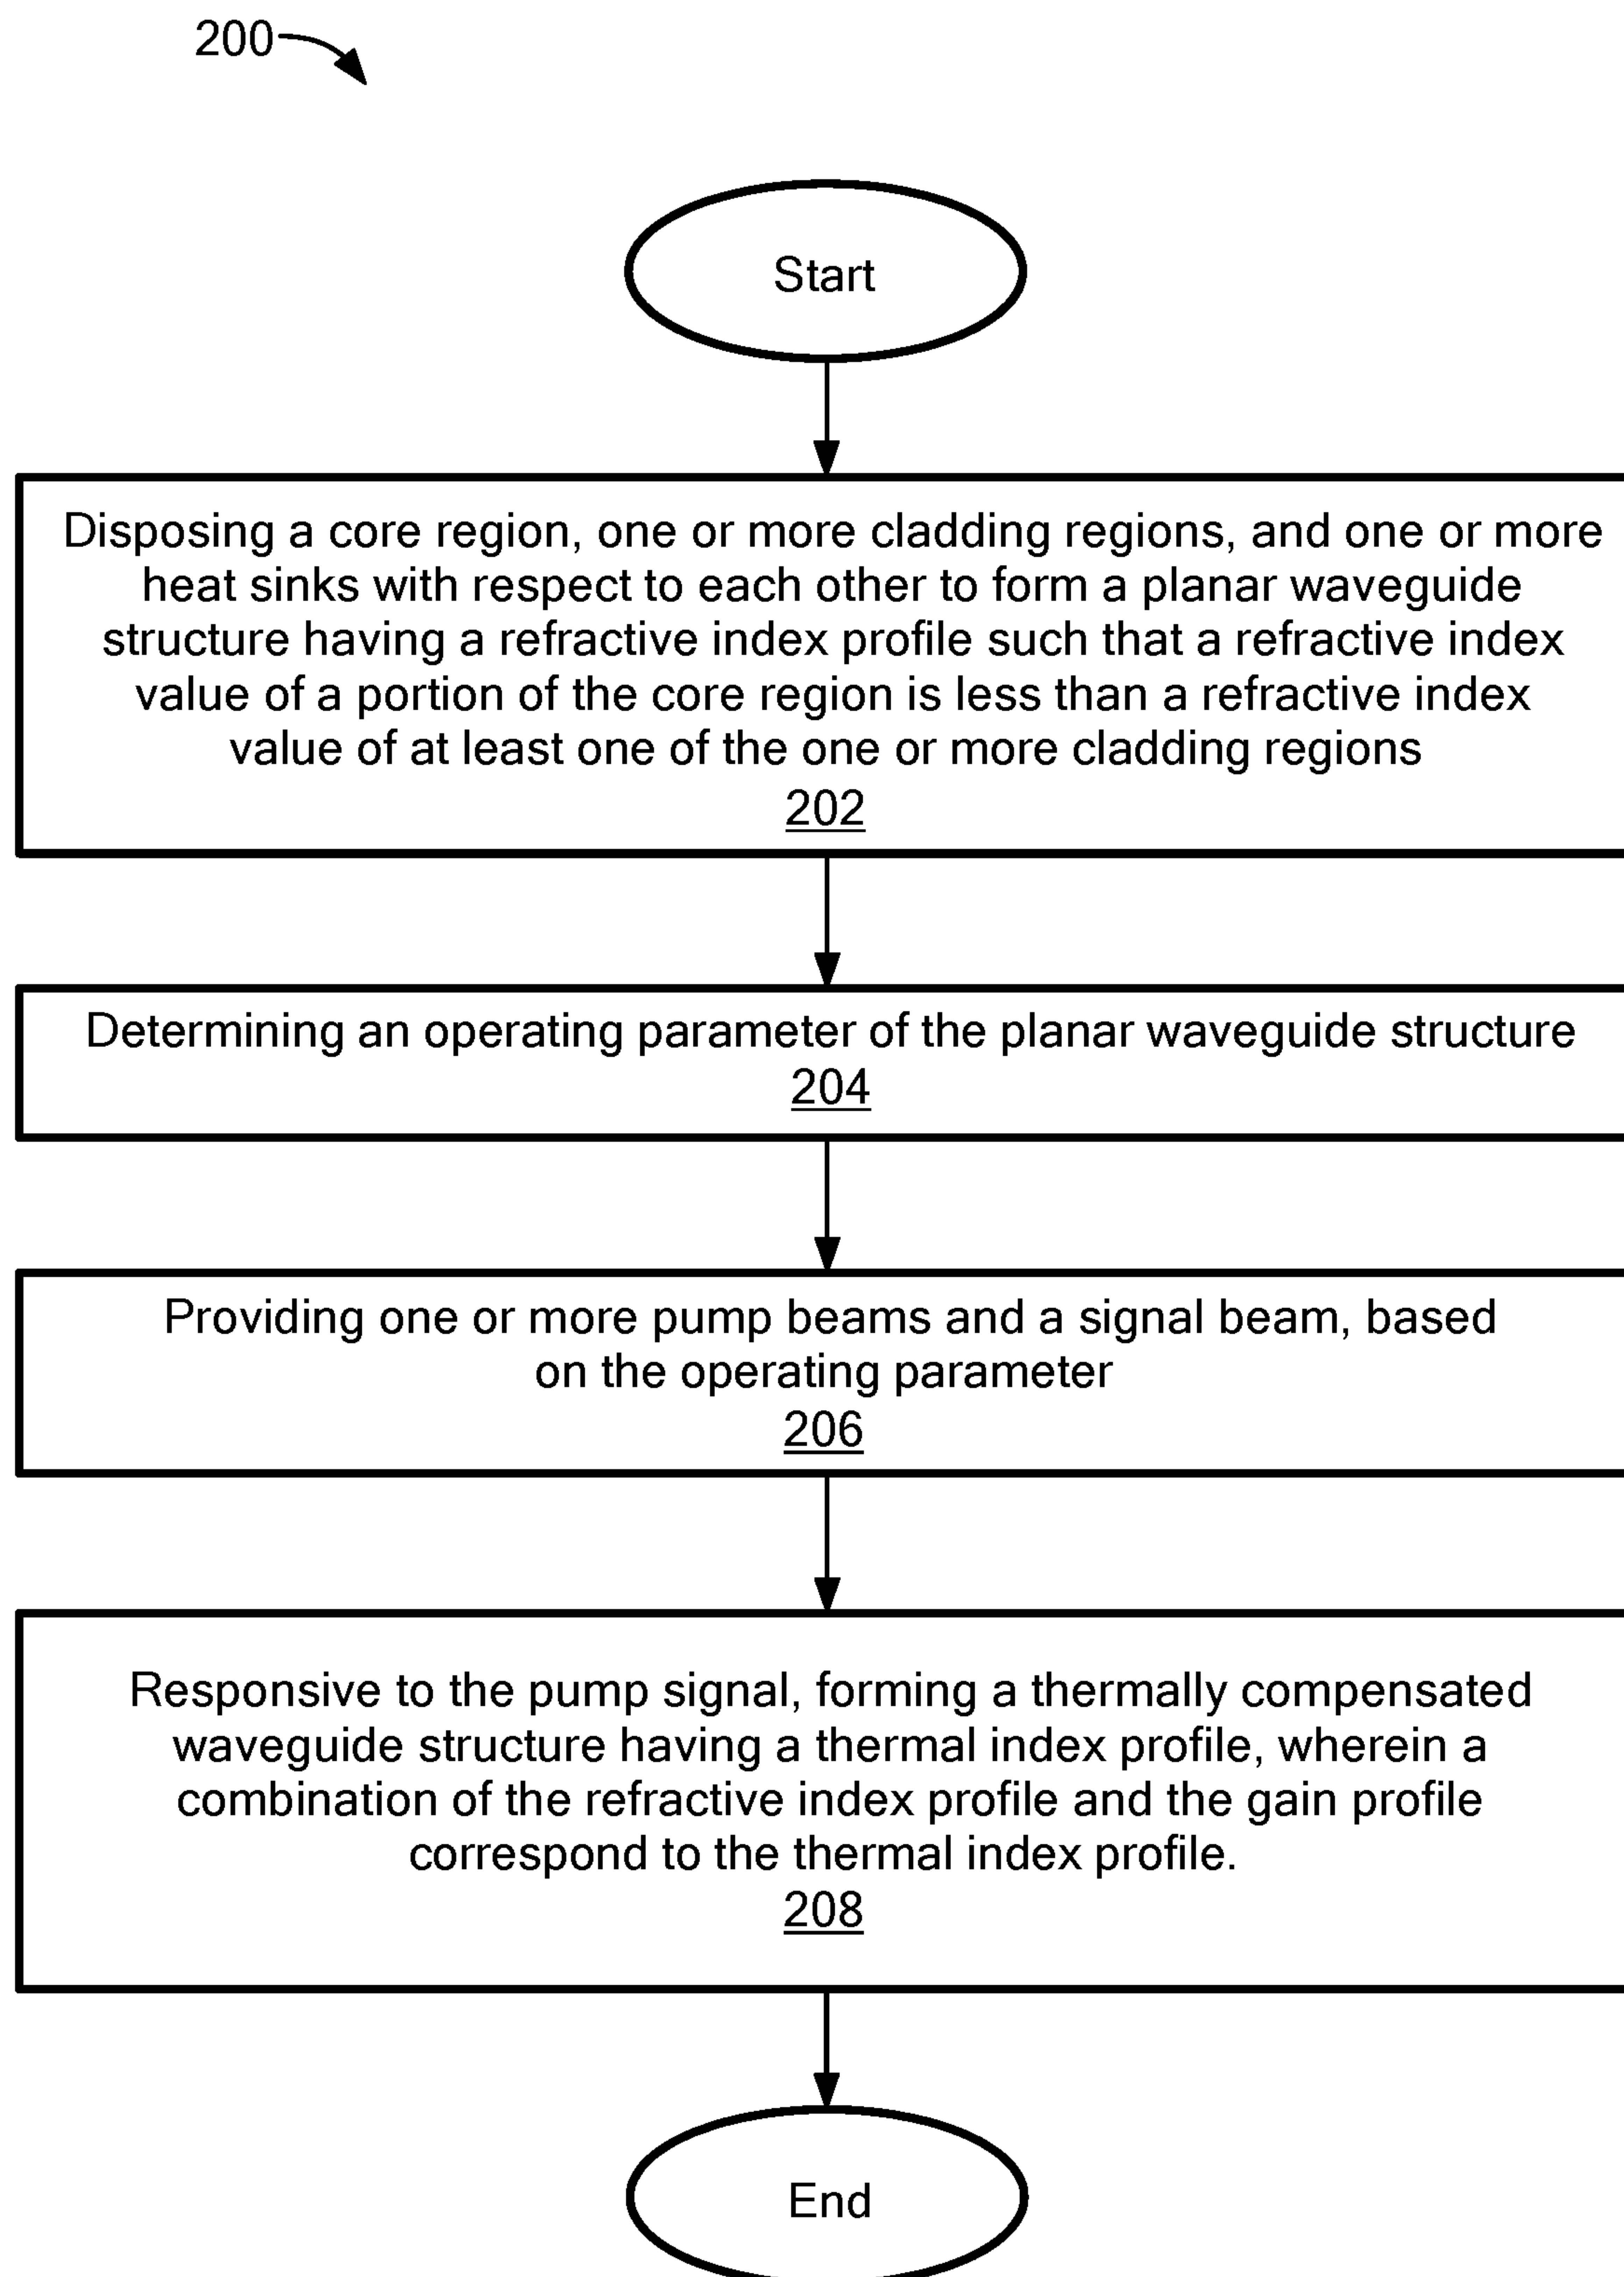 200
Start
Disposing a core region, one or more cladding regions, and one or more
heat sinks with respect to each other to form a planar waveguide
structure having a refractive index profile such that a refractive index
value of a portion of the core region is less than a refractive index
value of at least one of the one or more cladding regions
202
Determining an operating parameter of the planar waveguide structure
204
Providing one or more pump beams and a signal beam, based
on the operating parameter
206
Responsive to the pump signal, forming a thermally compensated
waveguide structure having a thermal index profile, wherein a
combination of the refractive index profile and the gain profile
correspond to the thermal index profile.
208
End